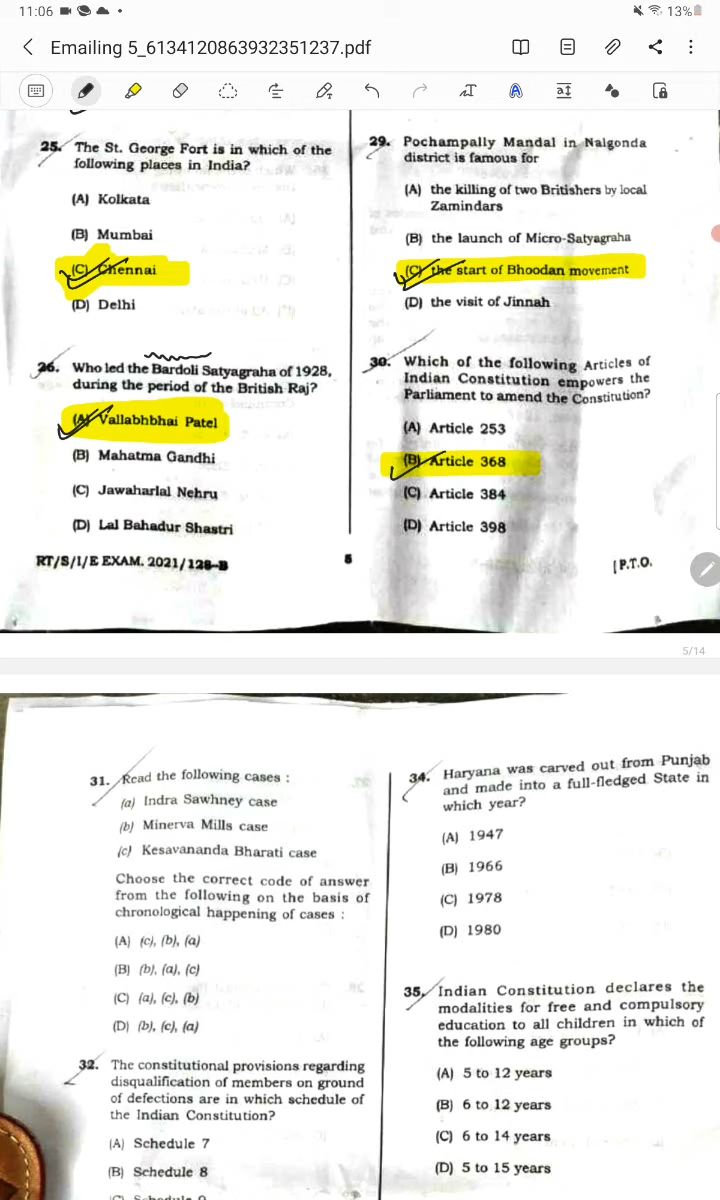 11:06
13%
Emailing 5_6134120863932351237.pdf
25. The St. George Fort is in which of the
following places in India?
(A) Kolkata
(B) Mumbai
(C) Chennai
(D) Delhi
26. Who led the Bardoli Satyagraha of 1928,
during the period of the British Raj?
(A) Vallabhbhai Patel
(B) Mahatma Gandhi
(C) Jawaharlal Nehru
(D) Lal Bahadur Shastri
29. Pochampally Mandal in Nalgonda
district is famous for
(A) the killing of two Britishers by local
Zamindars
(B) the launch of Micro-Satyagraha
(C) the start of Bhoodan movement
(D) the visit of Jinnah
30. Which of the following Articles of
Indian Constitution empowers the
Parliament to amend the Constitution?
(A) Article 253
(B) Article 368
(C) Article 384
(D) Article 398
RT/S/I/E EXAM. 2021/128-B
5
[ P.T.O.
5/14
31. Read the following cases :
(a) Indra Sawhney case
(b) Minerva Mills case
(c) Kesavananda Bharati case
Choose the correct code of answer
from the following on the basis of
chronological happening of cases :
(A) (c), (b), (a)
(B) (b), (a), (c)
(C) (a), (c), (b)
(D) (b), (c), (a)
32. The constitutional provisions regarding
disqualification of members on ground
of defections are in which schedule of
the Indian Constitution?
(A) Schedule 7
(B) Schedule 8
34. Haryana was carved out from Punjab
and made into a full-fledged State in
which year?
(A) 1947
(B) 1966
(C) 1978
(D) 1980
35. Indian Constitution declares the
modalities for free and compulsory
education to all children in which of
the following age groups?
(A) 5 to 12 years
(B) 6 to 12 years
(C) 6 to 14 years
(D) 5 to 15 years